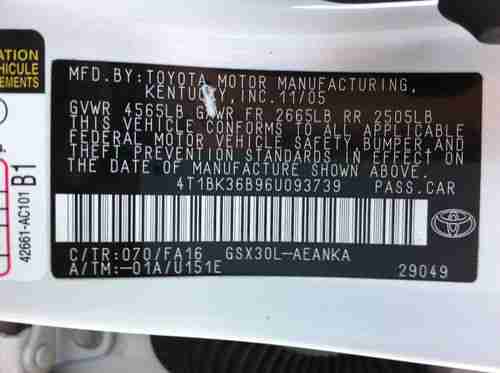 ATION
HICULE
EMENTS
42661-AC101 B1
MFD.BY:TOYOTA MOTOR MANUFACTURING,
KENTUCKY, INC. 11/05
GVWR 4565LB GAWR FR 2665LB RR 2505LB
THIS VEHICLE CONFORMS TO ALL APPLICABLE
FEDERAL MOTOR VEHICLE SAFETY, BUMPER AND
THEFT PREVENTION STANDARDS IN EFFECT ON
THE DATE OF MANUFACTURE SHOWN ABOVE.
4T1BK36B96U093739 PASS.CAR
C/TR:070/FA16 GSX30L-AEANKA
A/TM:-01A/U151E 29049
TOYOTA